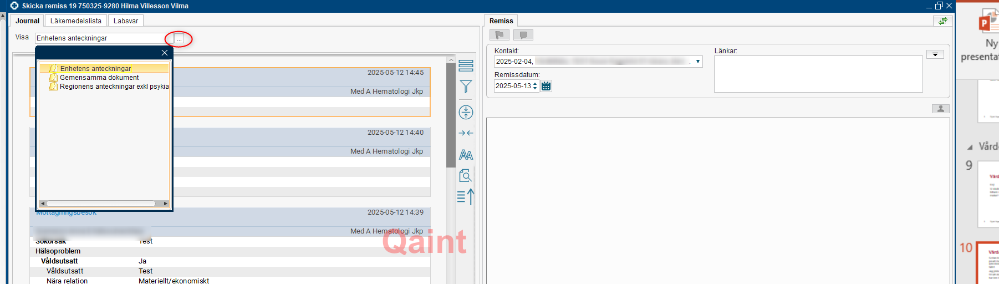 Skicka remiss 19 750325-9280 Hilma Villesson Vilma
Journal
Läkemedelslista
Labsvar
Visa
Enhetens anteckningar
...
Enhetens anteckningar
Gemensamma dokument
Regionens anteckningar exkl psykia
2025-05-12 14:45
Med A Hematologi Jkp
2025-05-12 14:40
Med A Hematologi Jkp
Mottagningsbesök
2025-05-12 14:39
Med A Hematologi Jkp
Sökorsak
Test
Hälsoproblem
Våldsutsatt
Ja
Våldsutsatt
Test
Nära relation
Materiellt/ekonomiskt
Qaint
Remiss
Kontakt:
2025-02-04,
Remissdatum:
2025-05-13
Länkar:
Ny
presentat
Vård
9
10